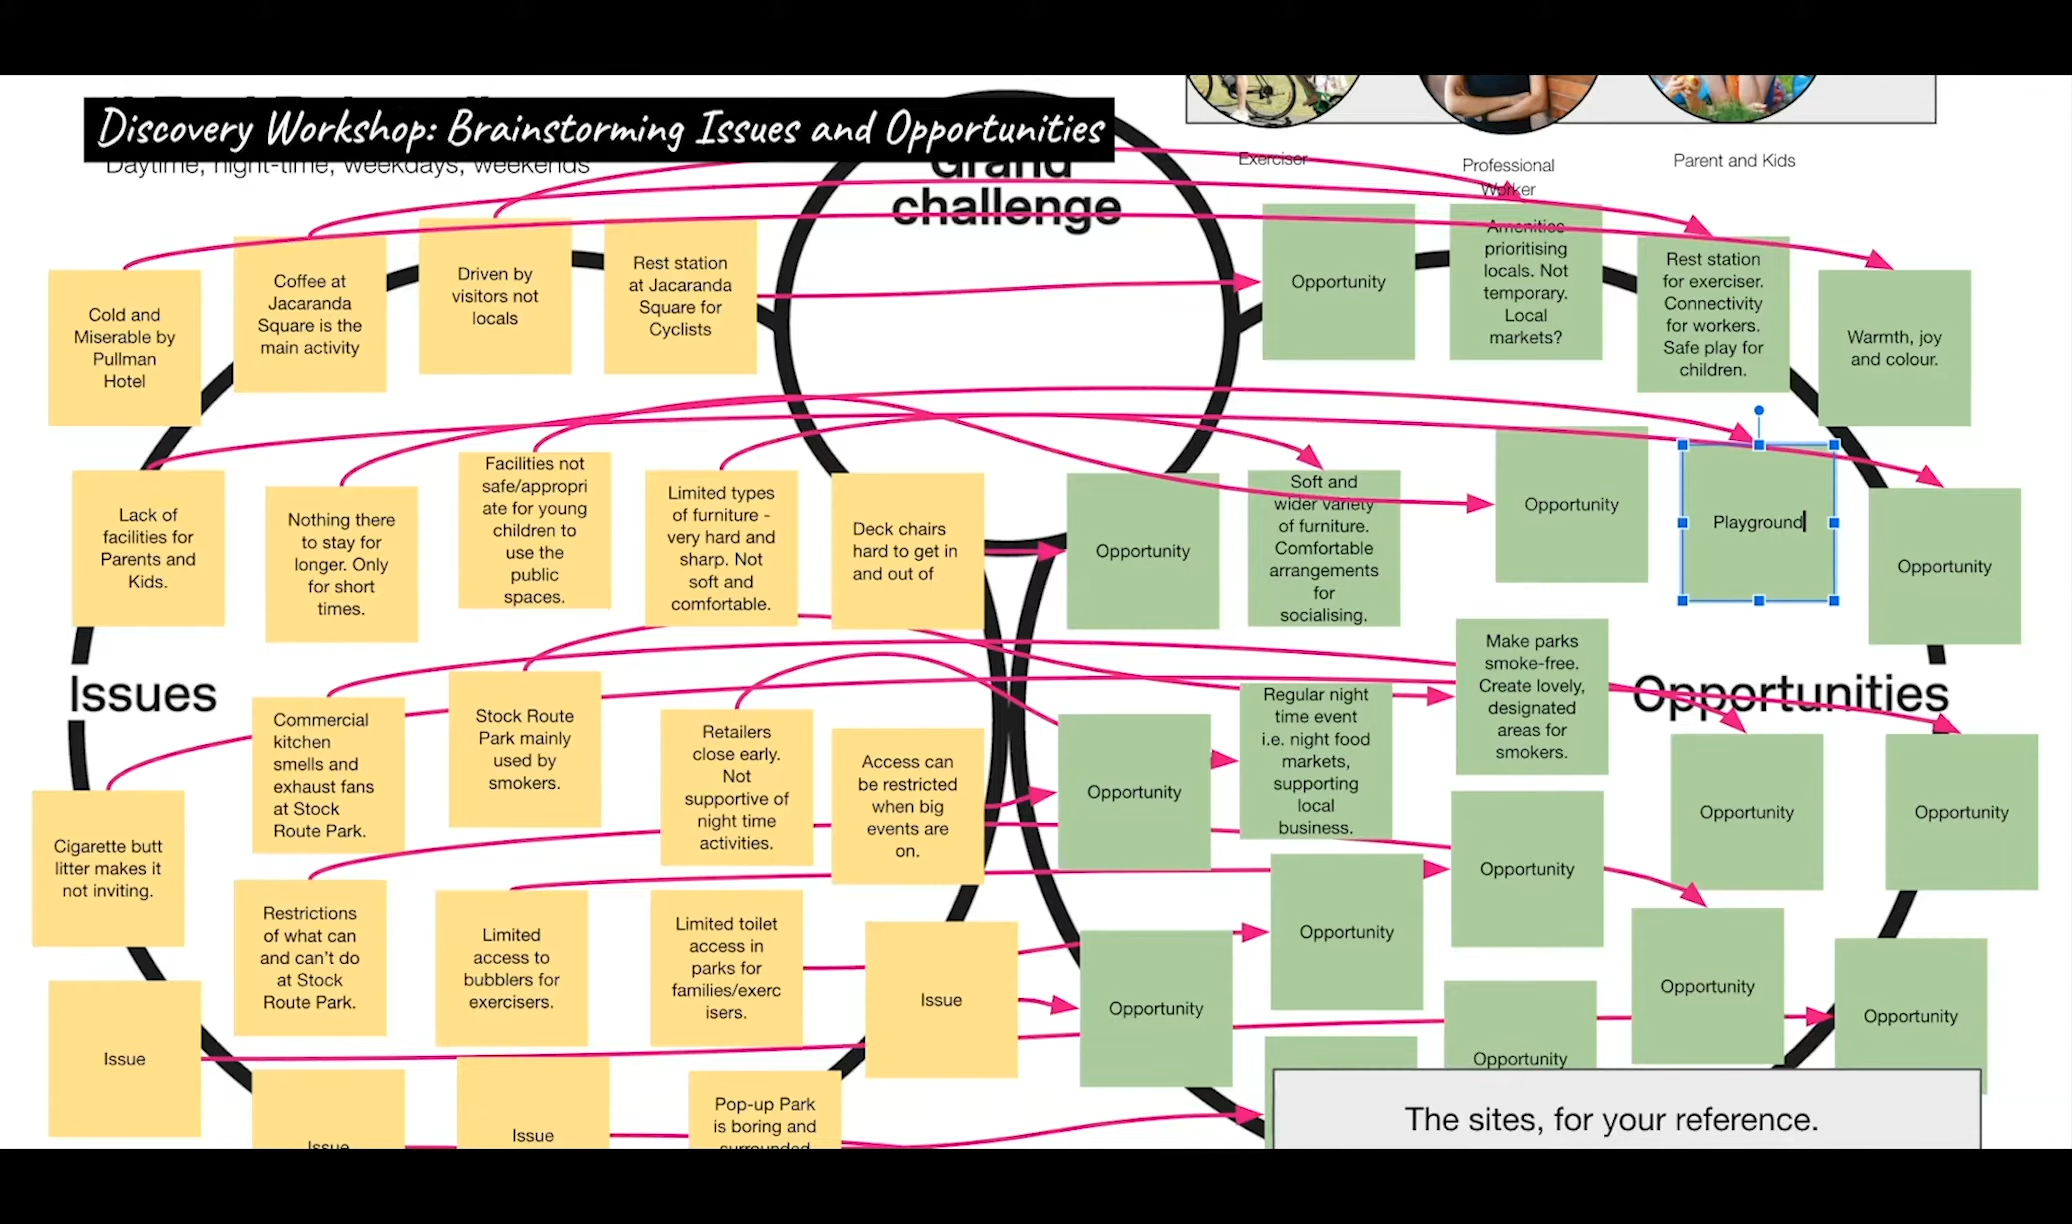 Discovery Workshop: Brainstorming Issues and Opportunities
Daytime, night-time, weekdays, weekends
Grand
challenge
Exerciser
Professional
Worker
Parent and Kids
Cold and
Miserable by
Pullman
Hotel
Coffee at
Jacaranda
Square is the
main activity
Driven by
visitors not
locals
Rest station
at Jacaranda
Square for
Cyclists
Opportunity
Amenities
prioritising
locals. Not
temporary.
Local
markets?
Rest station
for exerciser.
Connectivity
for workers.
Safe play for
children.
Warmth, joy
and colour.
Lack of
facilities for
Parents and
Kids.
Nothing there
to stay for
longer. Only
for short
times.
Facilities not
safe/appropri
ate for young
children to
use the
public
spaces.
Limited types
of furniture -
very hard and
sharp. Not
soft and
comfortable.
Deck chairs
hard to get in
and out of
Opportunity
Soft and
wider variety
of furniture.
Comfortable
arrangements
for
socialising.
Opportunity
Playground
Opportunity
Issues
Opportunities
Commercial
kitchen
smells and
exhaust fans
at Stock
Route Park.
Stock Route
Park mainly
used by
smokers.
Retailers
close early.
Not
supportive of
night time
activities.
Access can
be restricted
when big
events are
on.
Opportunity
Regular night
time event
i.e. night food
markets,
supporting
local
business.
Make parks
smoke-free.
Create lovely,
designated
areas for
smokers.
Opportunity
Opportunity
Cigarette butt
litter makes it
not inviting.
Restrictions
of what can
and can't do
at Stock
Route Park.
Limited
access to
bubblers for
exercisers.
Limited toilet
access in
parks for
families/exerc
isers.
Issue
Opportunity
Opportunity
Opportunity
Opportunity
Opportunity
Issue
Issue
Issue
Pop-up Park
is boring and
surrounded
Opportunity
The sites, for your reference.